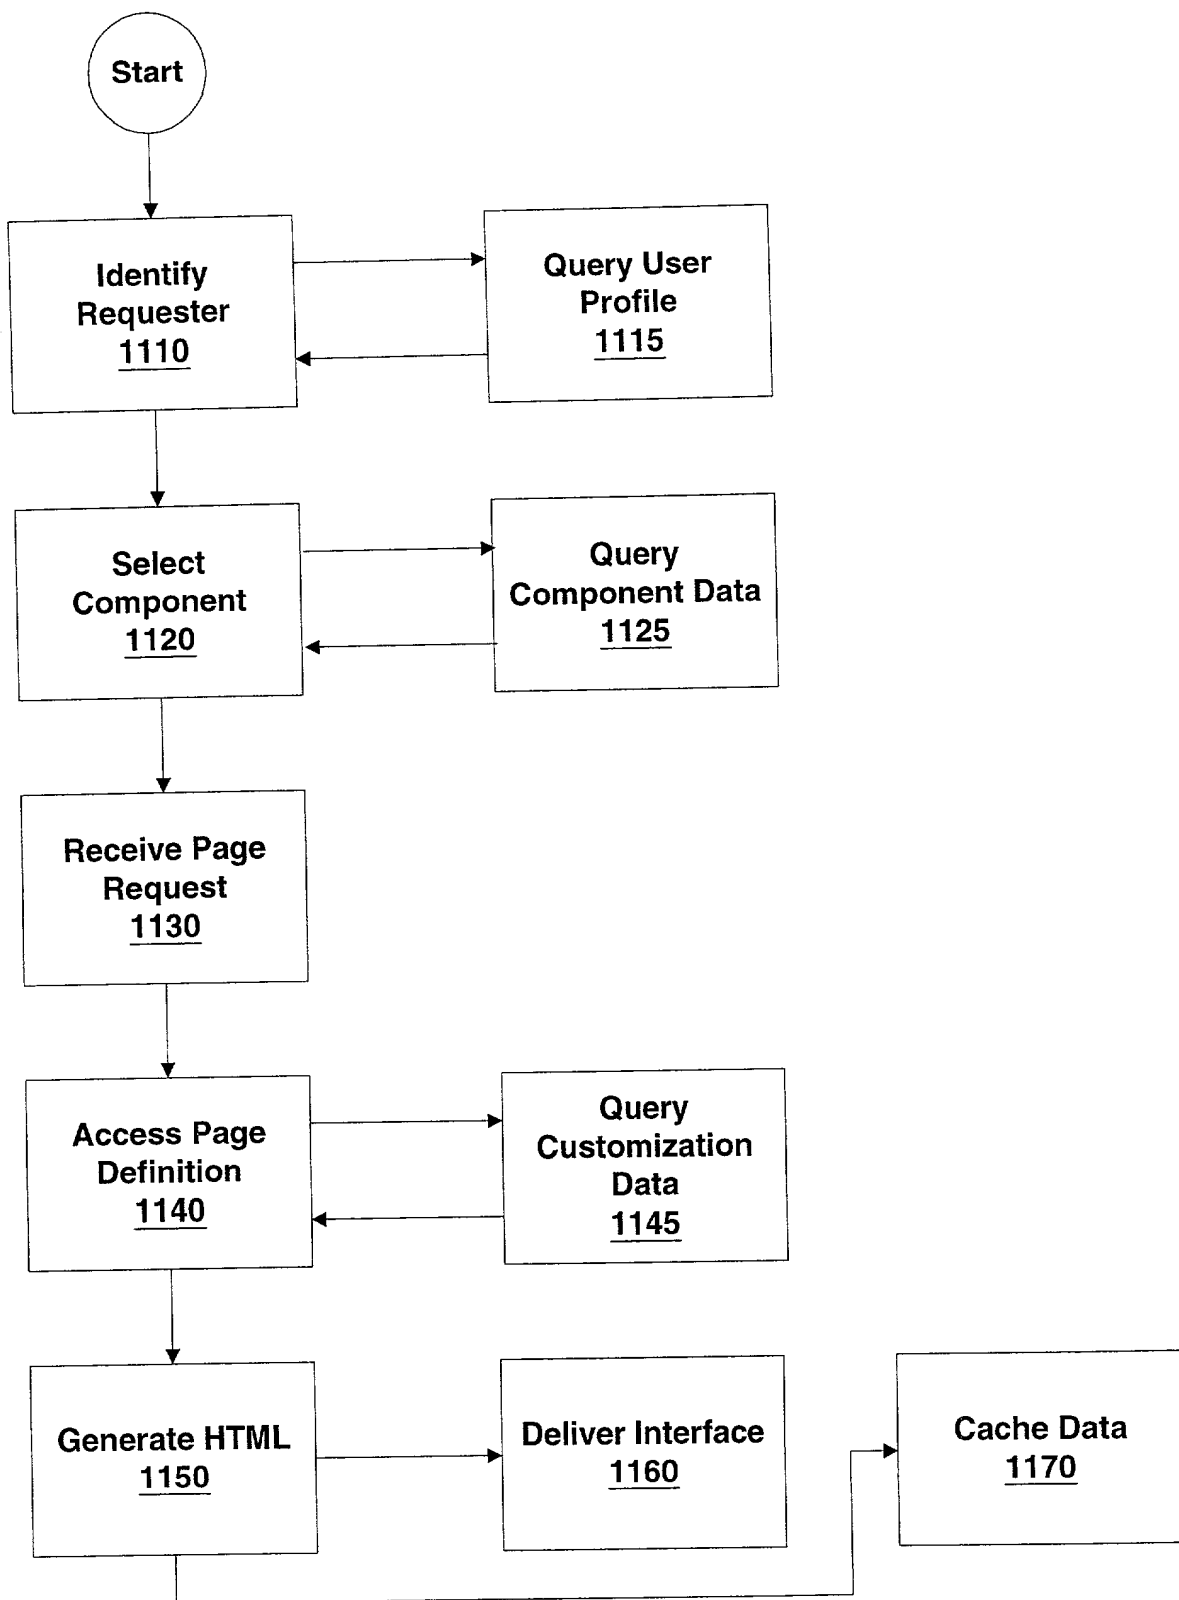 Start
Identify
Requester
1110
Query User
Profile
1115
Select
Component
1120
Query
Component Data
1125
Receive Page
Request
1130
Access Page
Definition
1140
Query
Customization
Data
1145
Generate HTML
1150
Deliver Interface
1160
Cache Data
1170